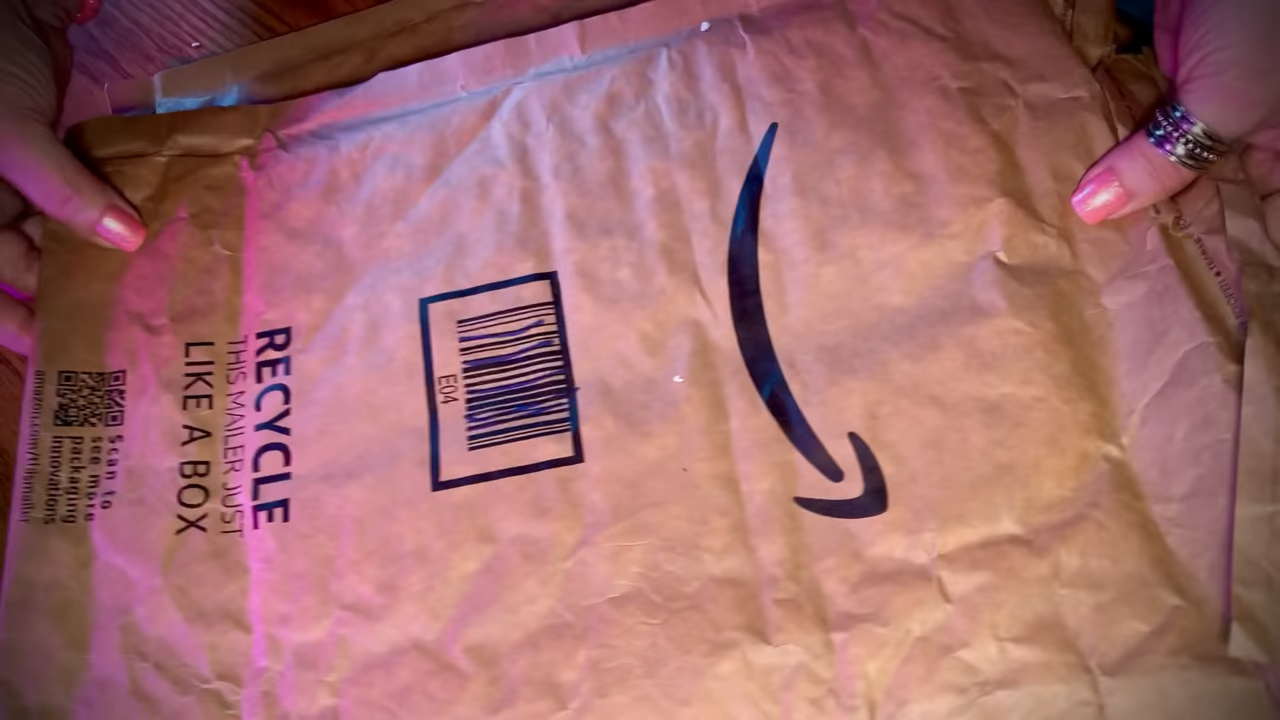 RECYCLE
THIS MAILER JUST
LIKE A BOX
scan to
see more
packaging
innovations
E04